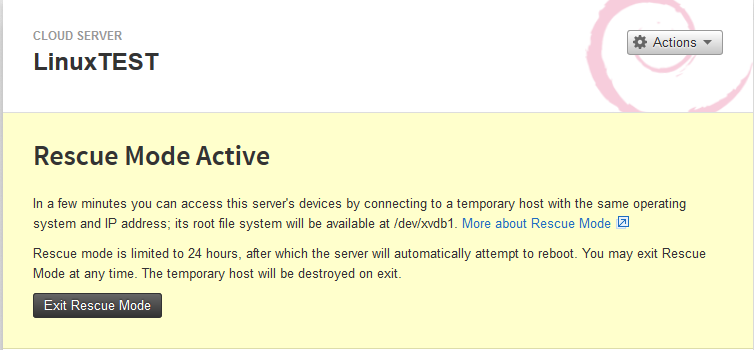 CLOUD SERVER
LinuxTEST
Actions
Rescue Mode Active
In a few minutes you can access this server's devices by connecting to a temporary host with the same operating
system and IP address; its root file system will be available at /dev/xvdb1. More about Rescue Mode
Rescue mode is limited to 24 hours, after which the server will automatically attempt to reboot. You may exit Rescue
Mode at any time. The temporary host will be destroyed on exit.
Exit Rescue Mode